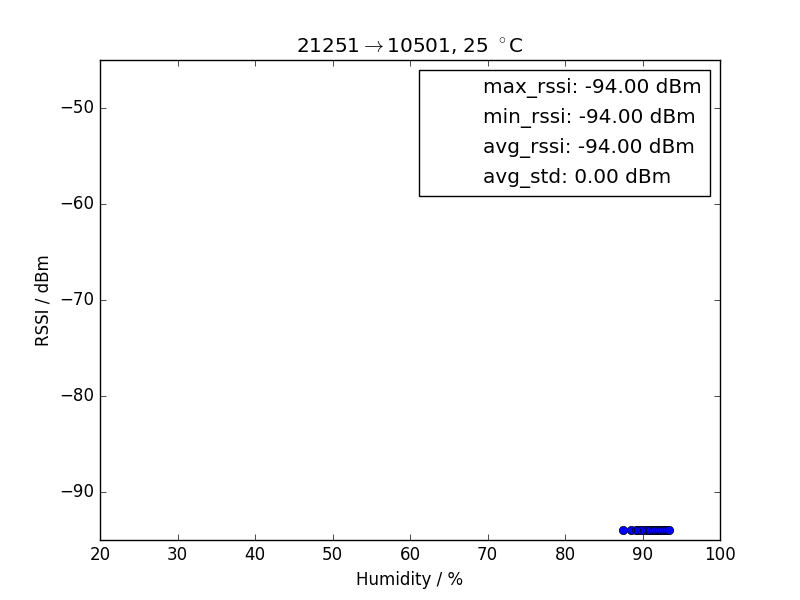 21251→10501, 25 °C
max_rssi: -94.00 dBm
min_rssi: -94.00 dBm
avg_rssi: -94.00 dBm
avg_std: 0.00 dBm
RSSI / dBm
−50
−60
−70
−80
−90
20 30 40 50 60 70 80 90 100
Humidity / %